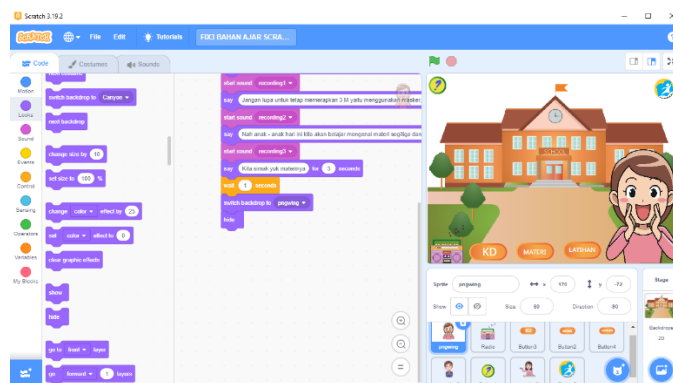 Scratch 3.19.2
SCRATCH
File Edit Tutorials FIX3 BAHAN AJAR SCRA...
Code Costumes Sounds
Motion
Looks
Sound
Events
Control
Sensing
Operators
Variables
My Blocks
switch backdrop to Canyon
next backdrop
change size by 10
set size to 100 %
change color effect by 25
set color effect to 0
clear graphic effects
show
hide
go to front layer
go forward 1 layers
start sound recording1
say Jangan lupa untuk tetap menerapkan 3 M yaitu menggunakan masker
start sound recording2
say Nah anak - anak hari ini kita akan belajar mengenai materi segitiga dan
start sound recording3
say Kita simak yuk materinya for 3 seconds
wait 1 seconds
switch backdrop to pngwing
hide
SCHOOL
KD MATERI LATIHAN
Sprite pngwing x 176 y -72
Show Size 80 Direction -90
Stage
Backdrops
23
pngwing Radio Button3 Button2 Button4